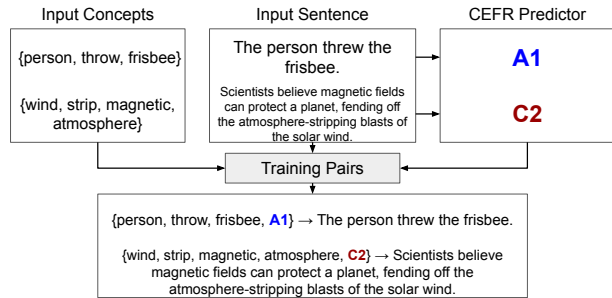 Input Concepts
{person, throw, frisbee}
{wind, strip, magnetic,
atmosphere}
Input Sentence
The person threw the
frisbee.
Scientists believe magnetic fields
can protect a planet, fending off
the atmosphere-stripping blasts of
the solar wind.
CEFR Predictor
A1
C2
Training Pairs
{person, throw, frisbee, A1} → The person threw the frisbee.
{wind, strip, magnetic, atmosphere, C2} → Scientists believe
magnetic fields can protect a planet, fending off the
atmosphere-stripping blasts of the solar wind.